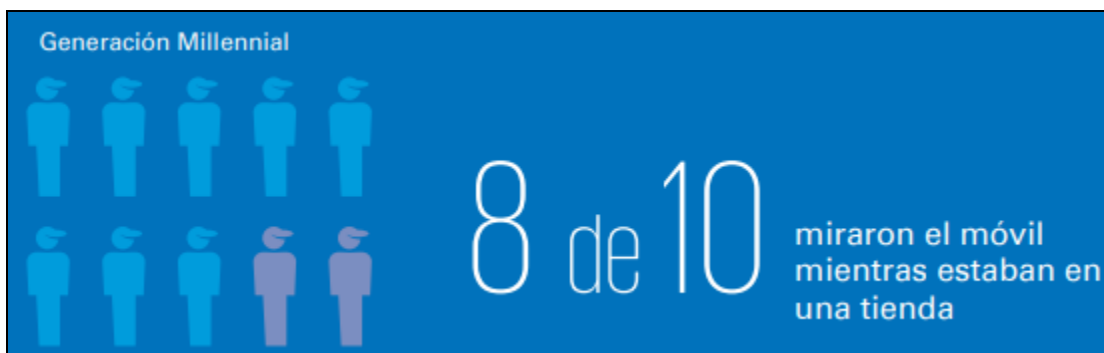 Generación Millennial
8 de 10
miraron el móvil
mientras estaban en
una tienda